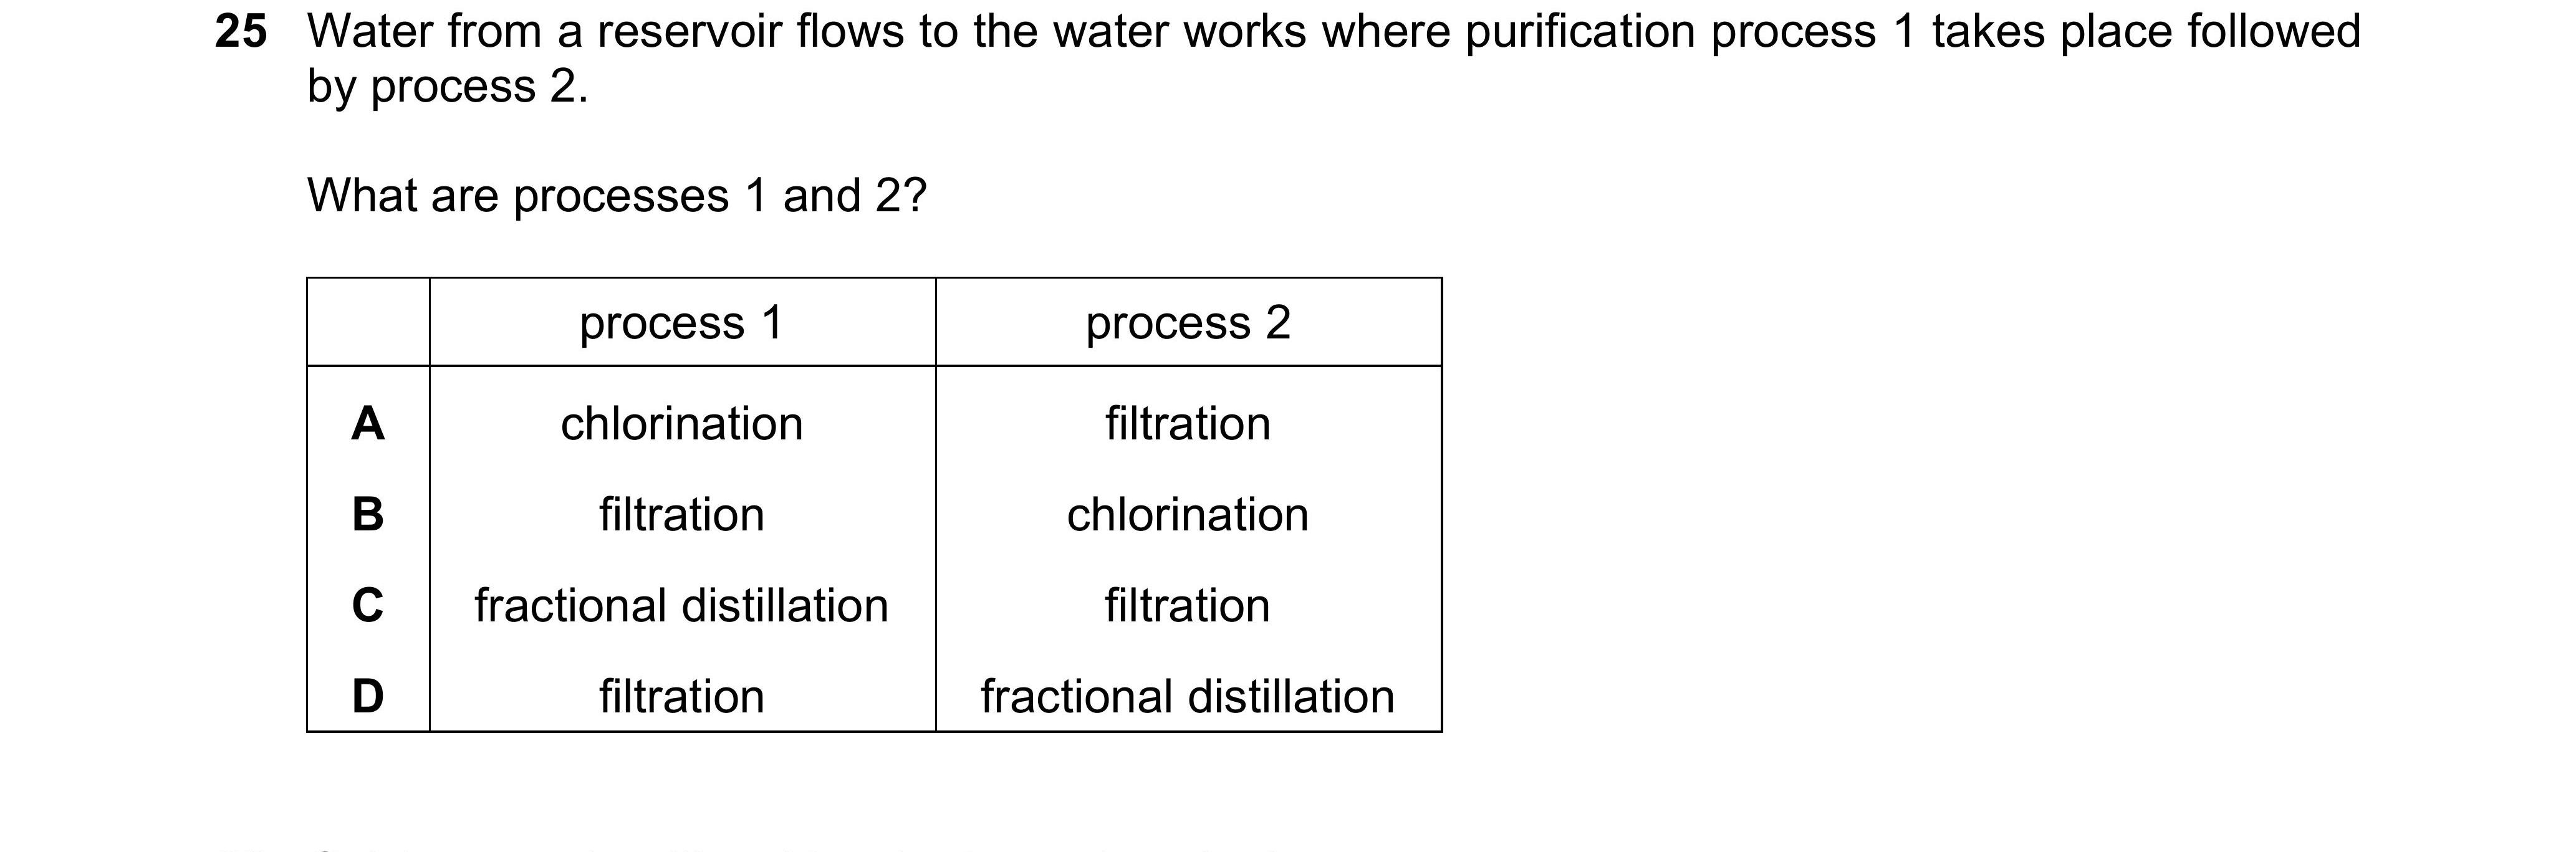 25 Water from a reservoir flows to the water works where purification process 1 takes place followed
by process 2.
What are processes 1 and 2?
process 1 process 2
A chlorination filtration
B filtration chlorination
C fractional distillation filtration
D filtration fractional distillation